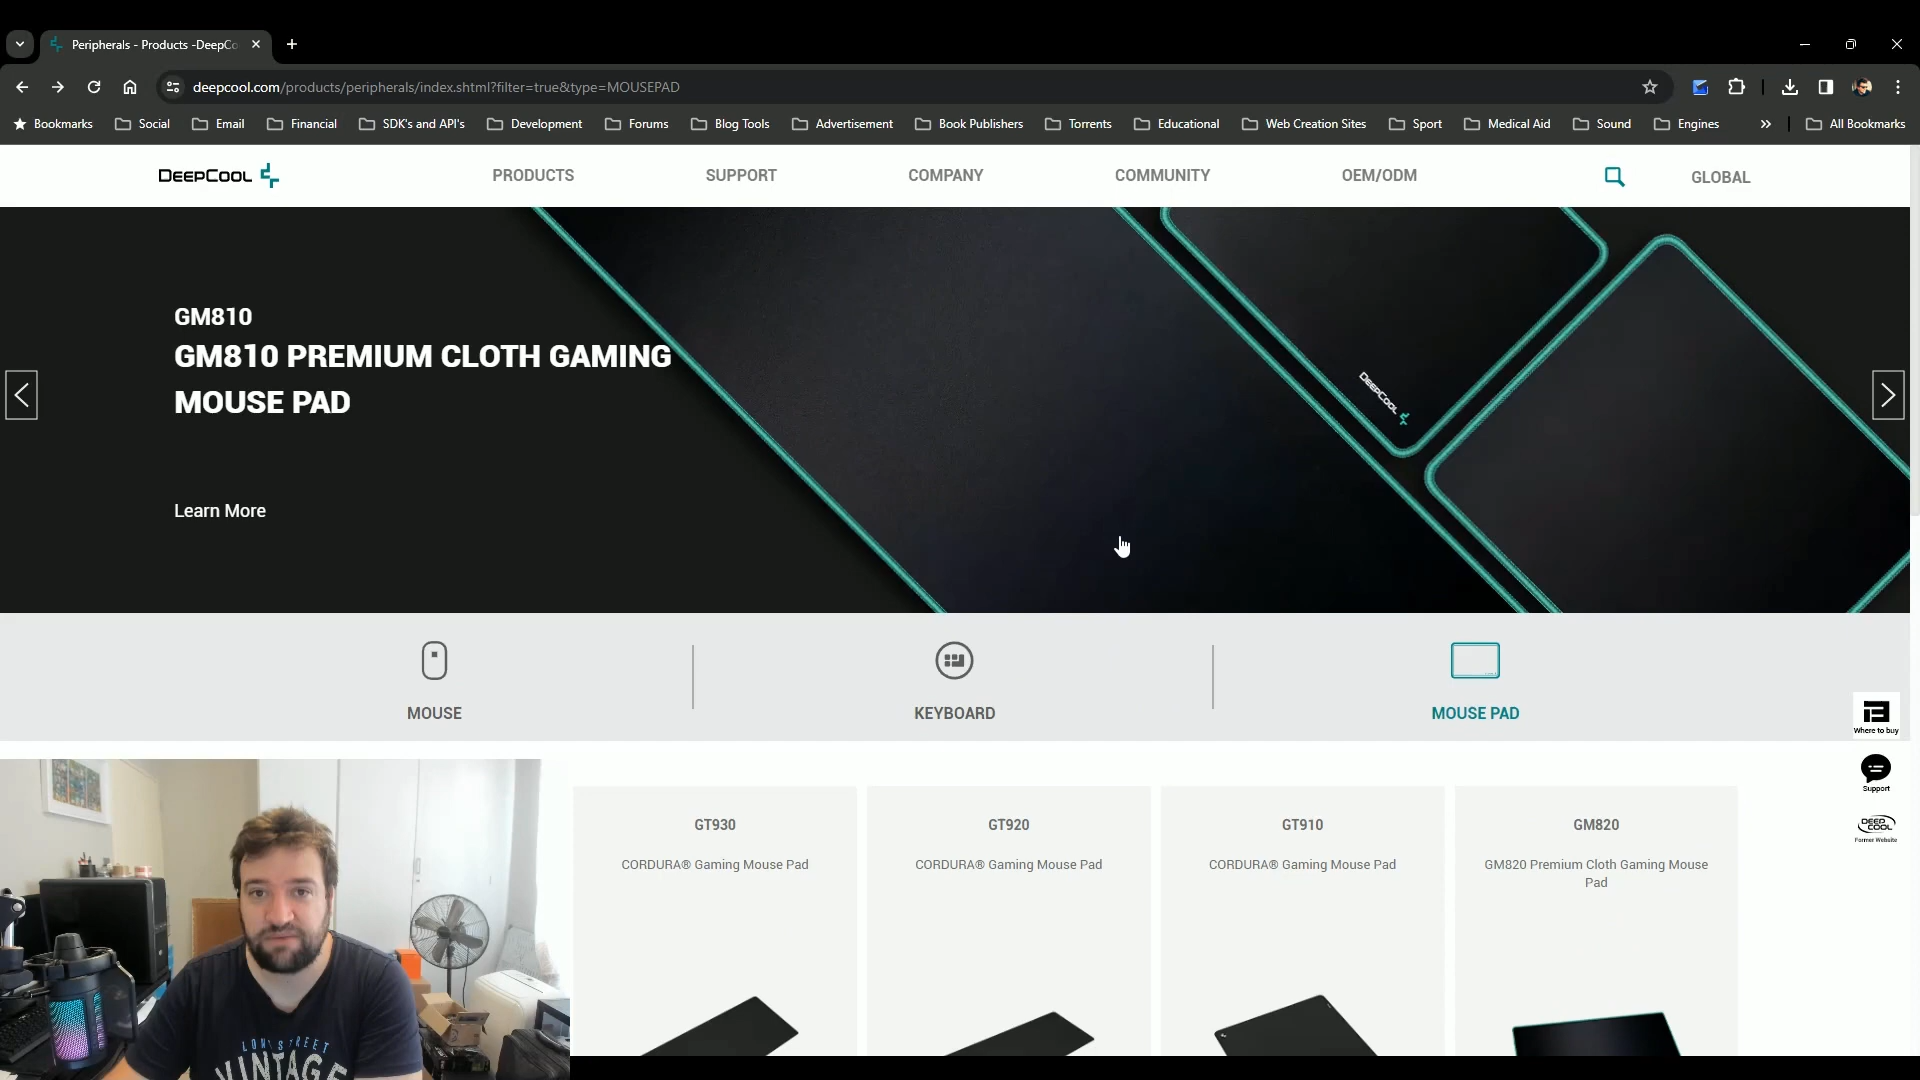 Peripherals - Products -DeepCo
deepcool.com/products/peripherals/index.shtml?filter=true&type=MOUSEPAD
Bookmarks
Social
Email
Financial
SDK's and API's
Development
Forums
Blog Tools
Advertisement
Book Publishers
Torrents
Educational
Web Creation Sites
Sport
Medical Aid
Sound
Engines
All Bookmarks
DEEPCOOL
PRODUCTS
SUPPORT
COMPANY
COMMUNITY
OEM/ODM
GLOBAL
GM810
GM810 PREMIUM CLOTH GAMING
MOUSE PAD
Learn More
DEEPCOOL
MOUSE
KEYBOARD
MOUSE PAD
Where to buy
Support
DEEP
COOL
Former Website
GT930
CORDURA® Gaming Mouse Pad
GT920
CORDURA® Gaming Mouse Pad
GT910
CORDURA® Gaming Mouse Pad
GM820
GM820 Premium Cloth Gaming Mouse
Pad
LONG STREET
VINTAGE